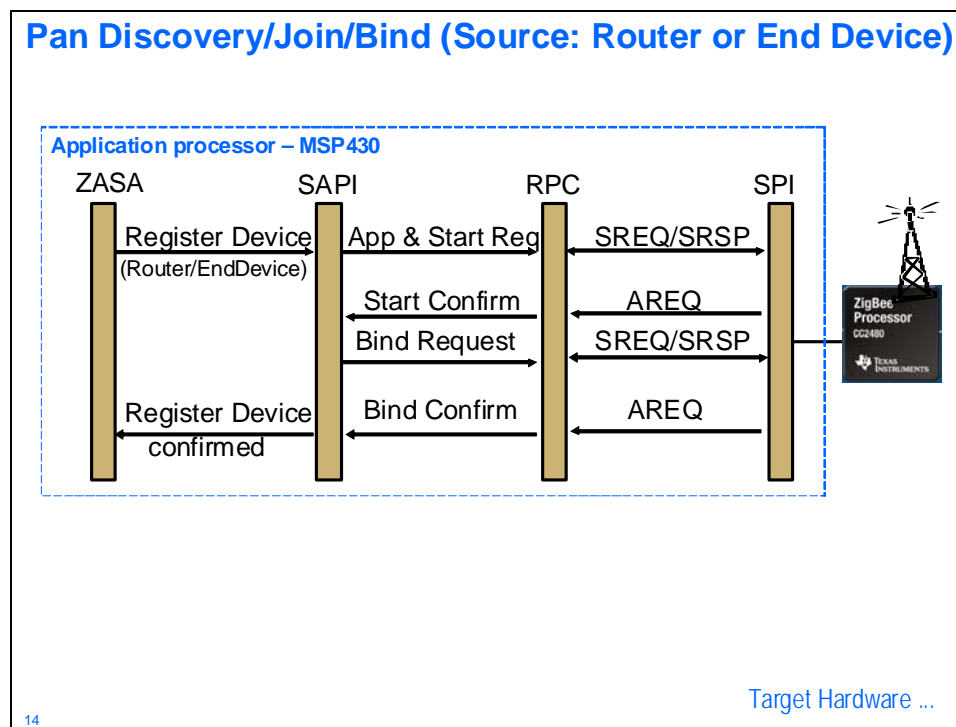 Pan Discovery/Join/Bind (Source: Router or End Device)
Application processor – MSP430
ZASA SAPI RPC SPI
Register Device App & Start Req SREQ/SRSP
(Router/EndDevice)
Start Confirm AREQ
Bind Request SREQ/SRSP
Register Device Bind Confirm AREQ
confirmed
ZigBee
Processor
CC2480
TEXAS
INSTRUMENTS
Target Hardware ...
14